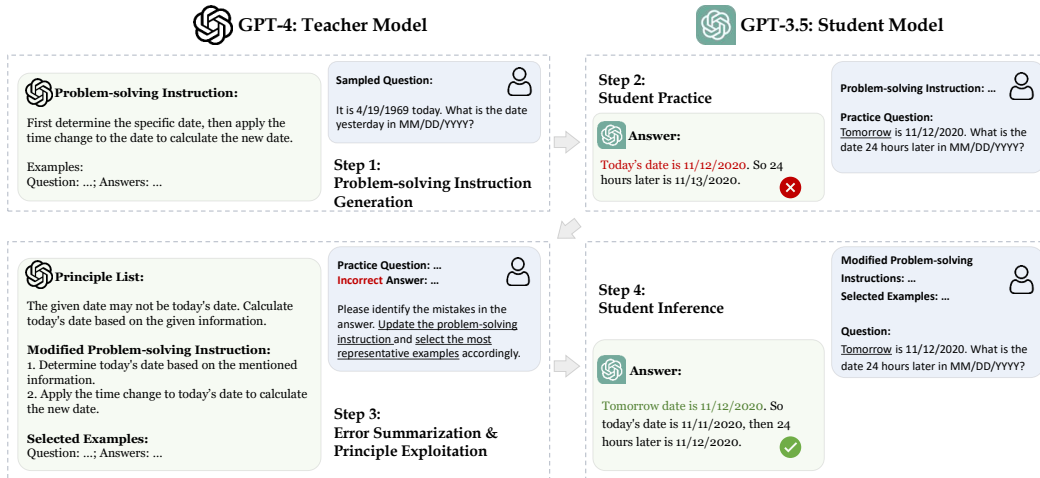 GPT-4: Teacher Model
GPT-3.5: Student Model
Problem-solving Instruction:
First determine the specific date, then apply the
time change to the date to calculate the new date.
Examples:
Question: ...; Answers: ...
Sampled Question:
It is 4/19/1969 today. What is the date
yesterday in MM/DD/YYYY?
Step 1:
Problem-solving Instruction
Generation
Step 2:
Student Practice
Answer:
Today's date is 11/12/2020. So 24
hours later is 11/13/2020.
Problem-solving Instruction: ...
Practice Question:
Tomorrow is 11/12/2020. What is the
date 24 hours later in MM/DD/YYYY?
Principle List:
The given date may not be today's date. Calculate
today's date based on the given information.
Modified Problem-solving Instruction:
1. Determine today's date based on the mentioned
information.
2. Apply the time change to today's date to calculate
the new date.
Selected Examples:
Question: ...; Answers: ...
Practice Question: ...
Incorrect Answer: ...
Please identify the mistakes in the
answer. Update the problem-solving
instruction and select the most
representative examples accordingly.
Step 3:
Error Summarization &
Principle Exploitation
Step 4:
Student Inference
Answer:
Tomorrow date is 11/12/2020. So
today's date is 11/11/2020, then 24
hours later is 11/12/2020.
Modified Problem-solving
Instructions: ...
Selected Examples: ...
Question:
Tomorrow is 11/12/2020. What is the
date 24 hours later in MM/DD/YYYY?